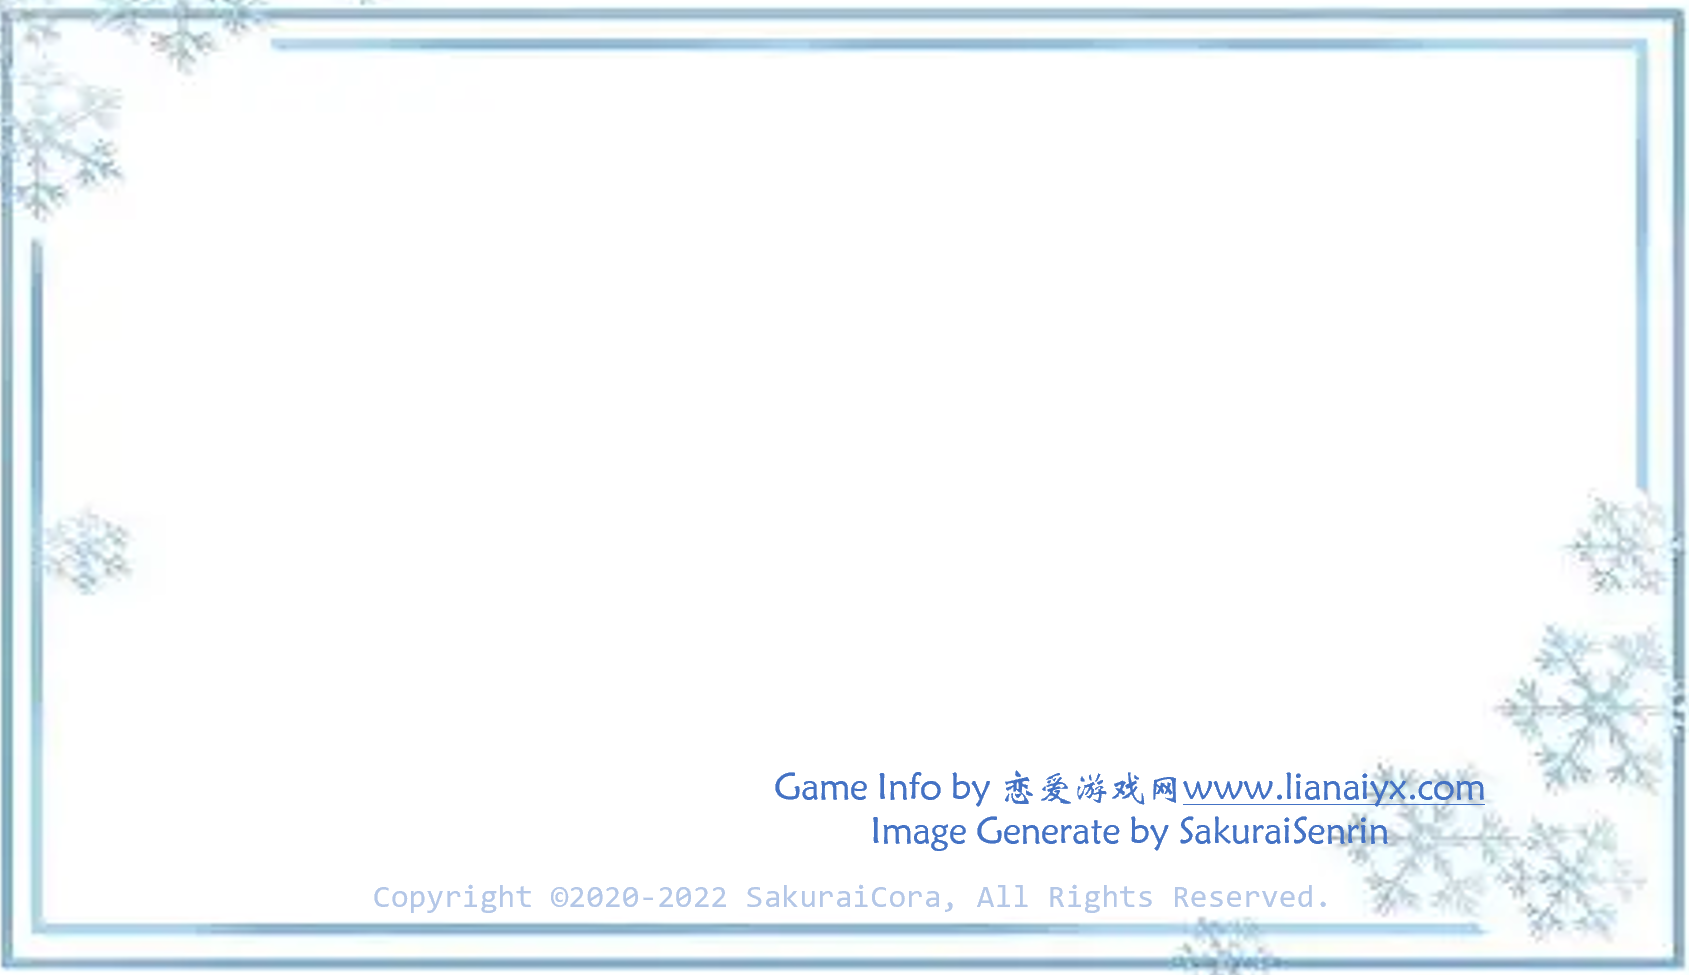 Game Info by 恋爱游戏网www.lianaiyx.com
Image Generate by SakuraiSenrin
Copyright ©2020-2022 SakuraiCora, All Rights Reserved.